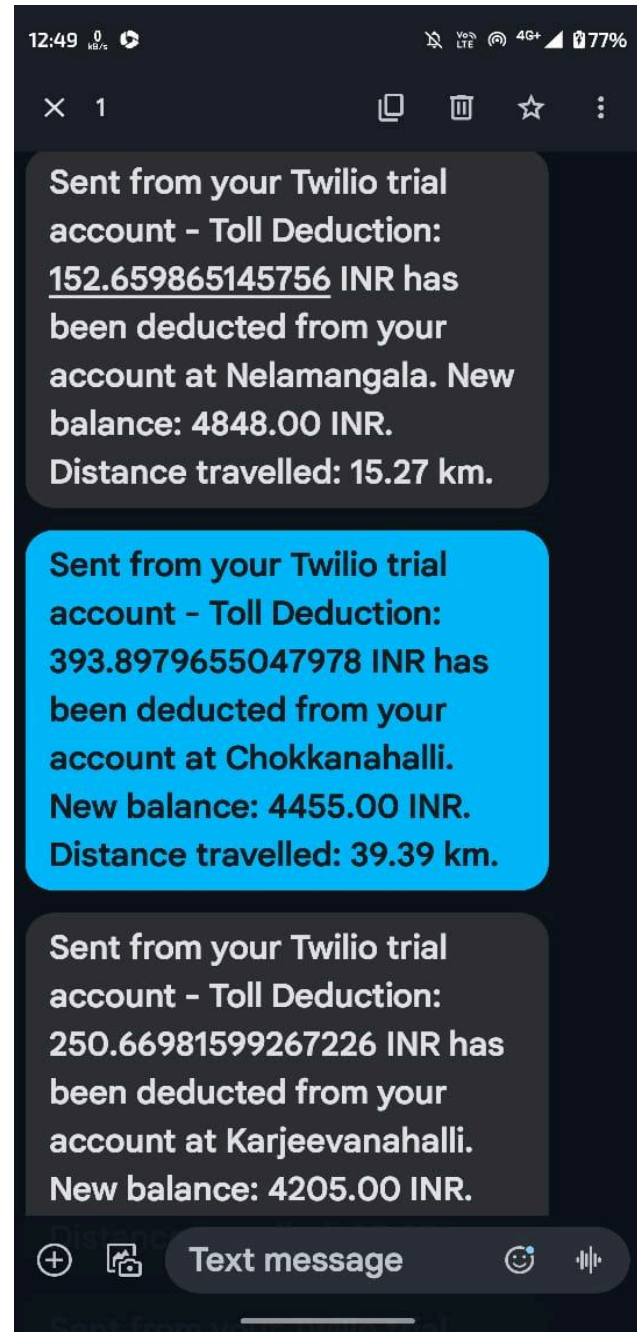 12:49 0 kB/s Vo) LTE 4G+ 77%
1
Sent from your Twilio trial
account - Toll Deduction:
152.659865145756 INR has
been deducted from your
account at Nelamangala. New
balance: 4848.00 INR.
Distance travelled: 15.27 km.
Sent from your Twilio trial
account - Toll Deduction:
393.8979655047978 INR has
been deducted from your
account at Chokkanahalli.
New balance: 4455.00 INR.
Distance travelled: 39.39 km.
Sent from your Twilio trial
account - Toll Deduction:
250.66981599267226 INR has
been deducted from your
account at Karjeevanahalli.
New balance: 4205.00 INR.
Text message